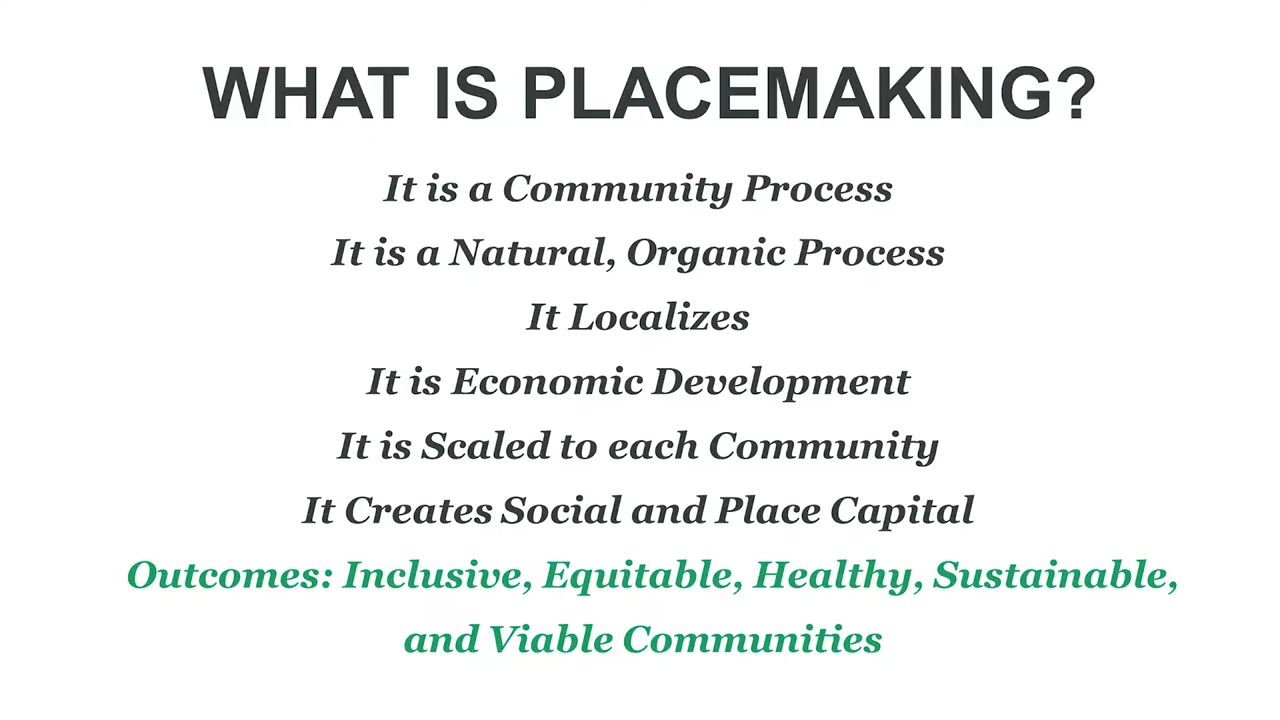 WHAT IS PLACEMAKING?
It is a Community Process
It is a Natural, Organic Process
It Localizes
It is Economic Development
It is Scaled to each Community
It Creates Social and Place Capital
Outcomes: Inclusive, Equitable, Healthy, Sustainable,
and Viable Communities